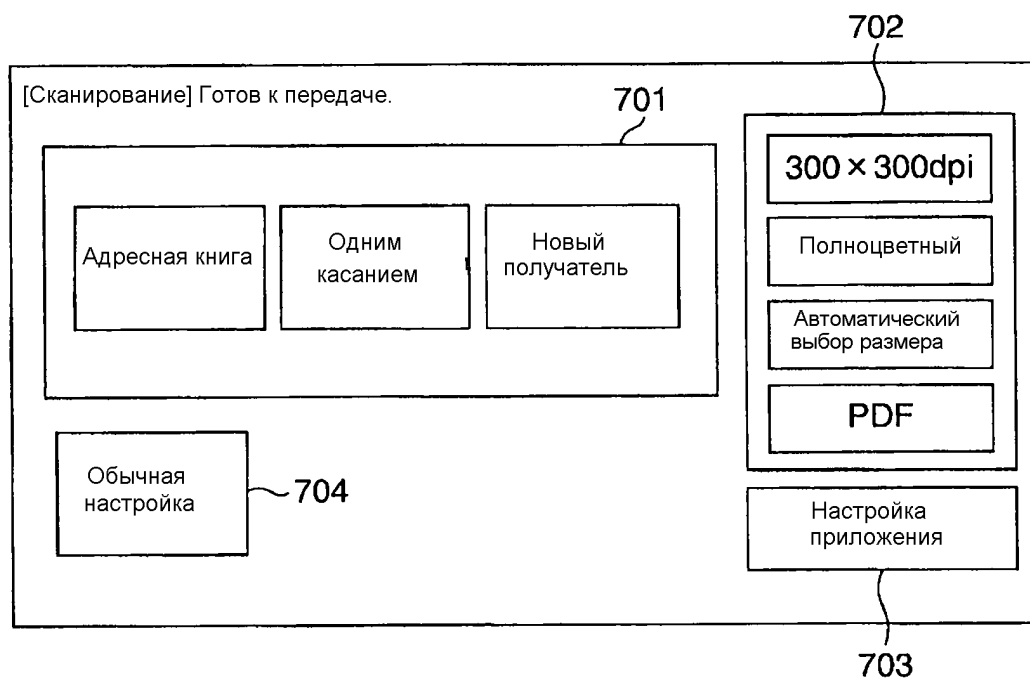 702
[Сканирование] Готов к передаче.
701
300 × 300dpi
Адресная книга
Одним
касанием
Новый
получатель
Полноцветный
Автоматический
выбор размера
PDF
Обычная
настройка
704
Настройка
приложения
703